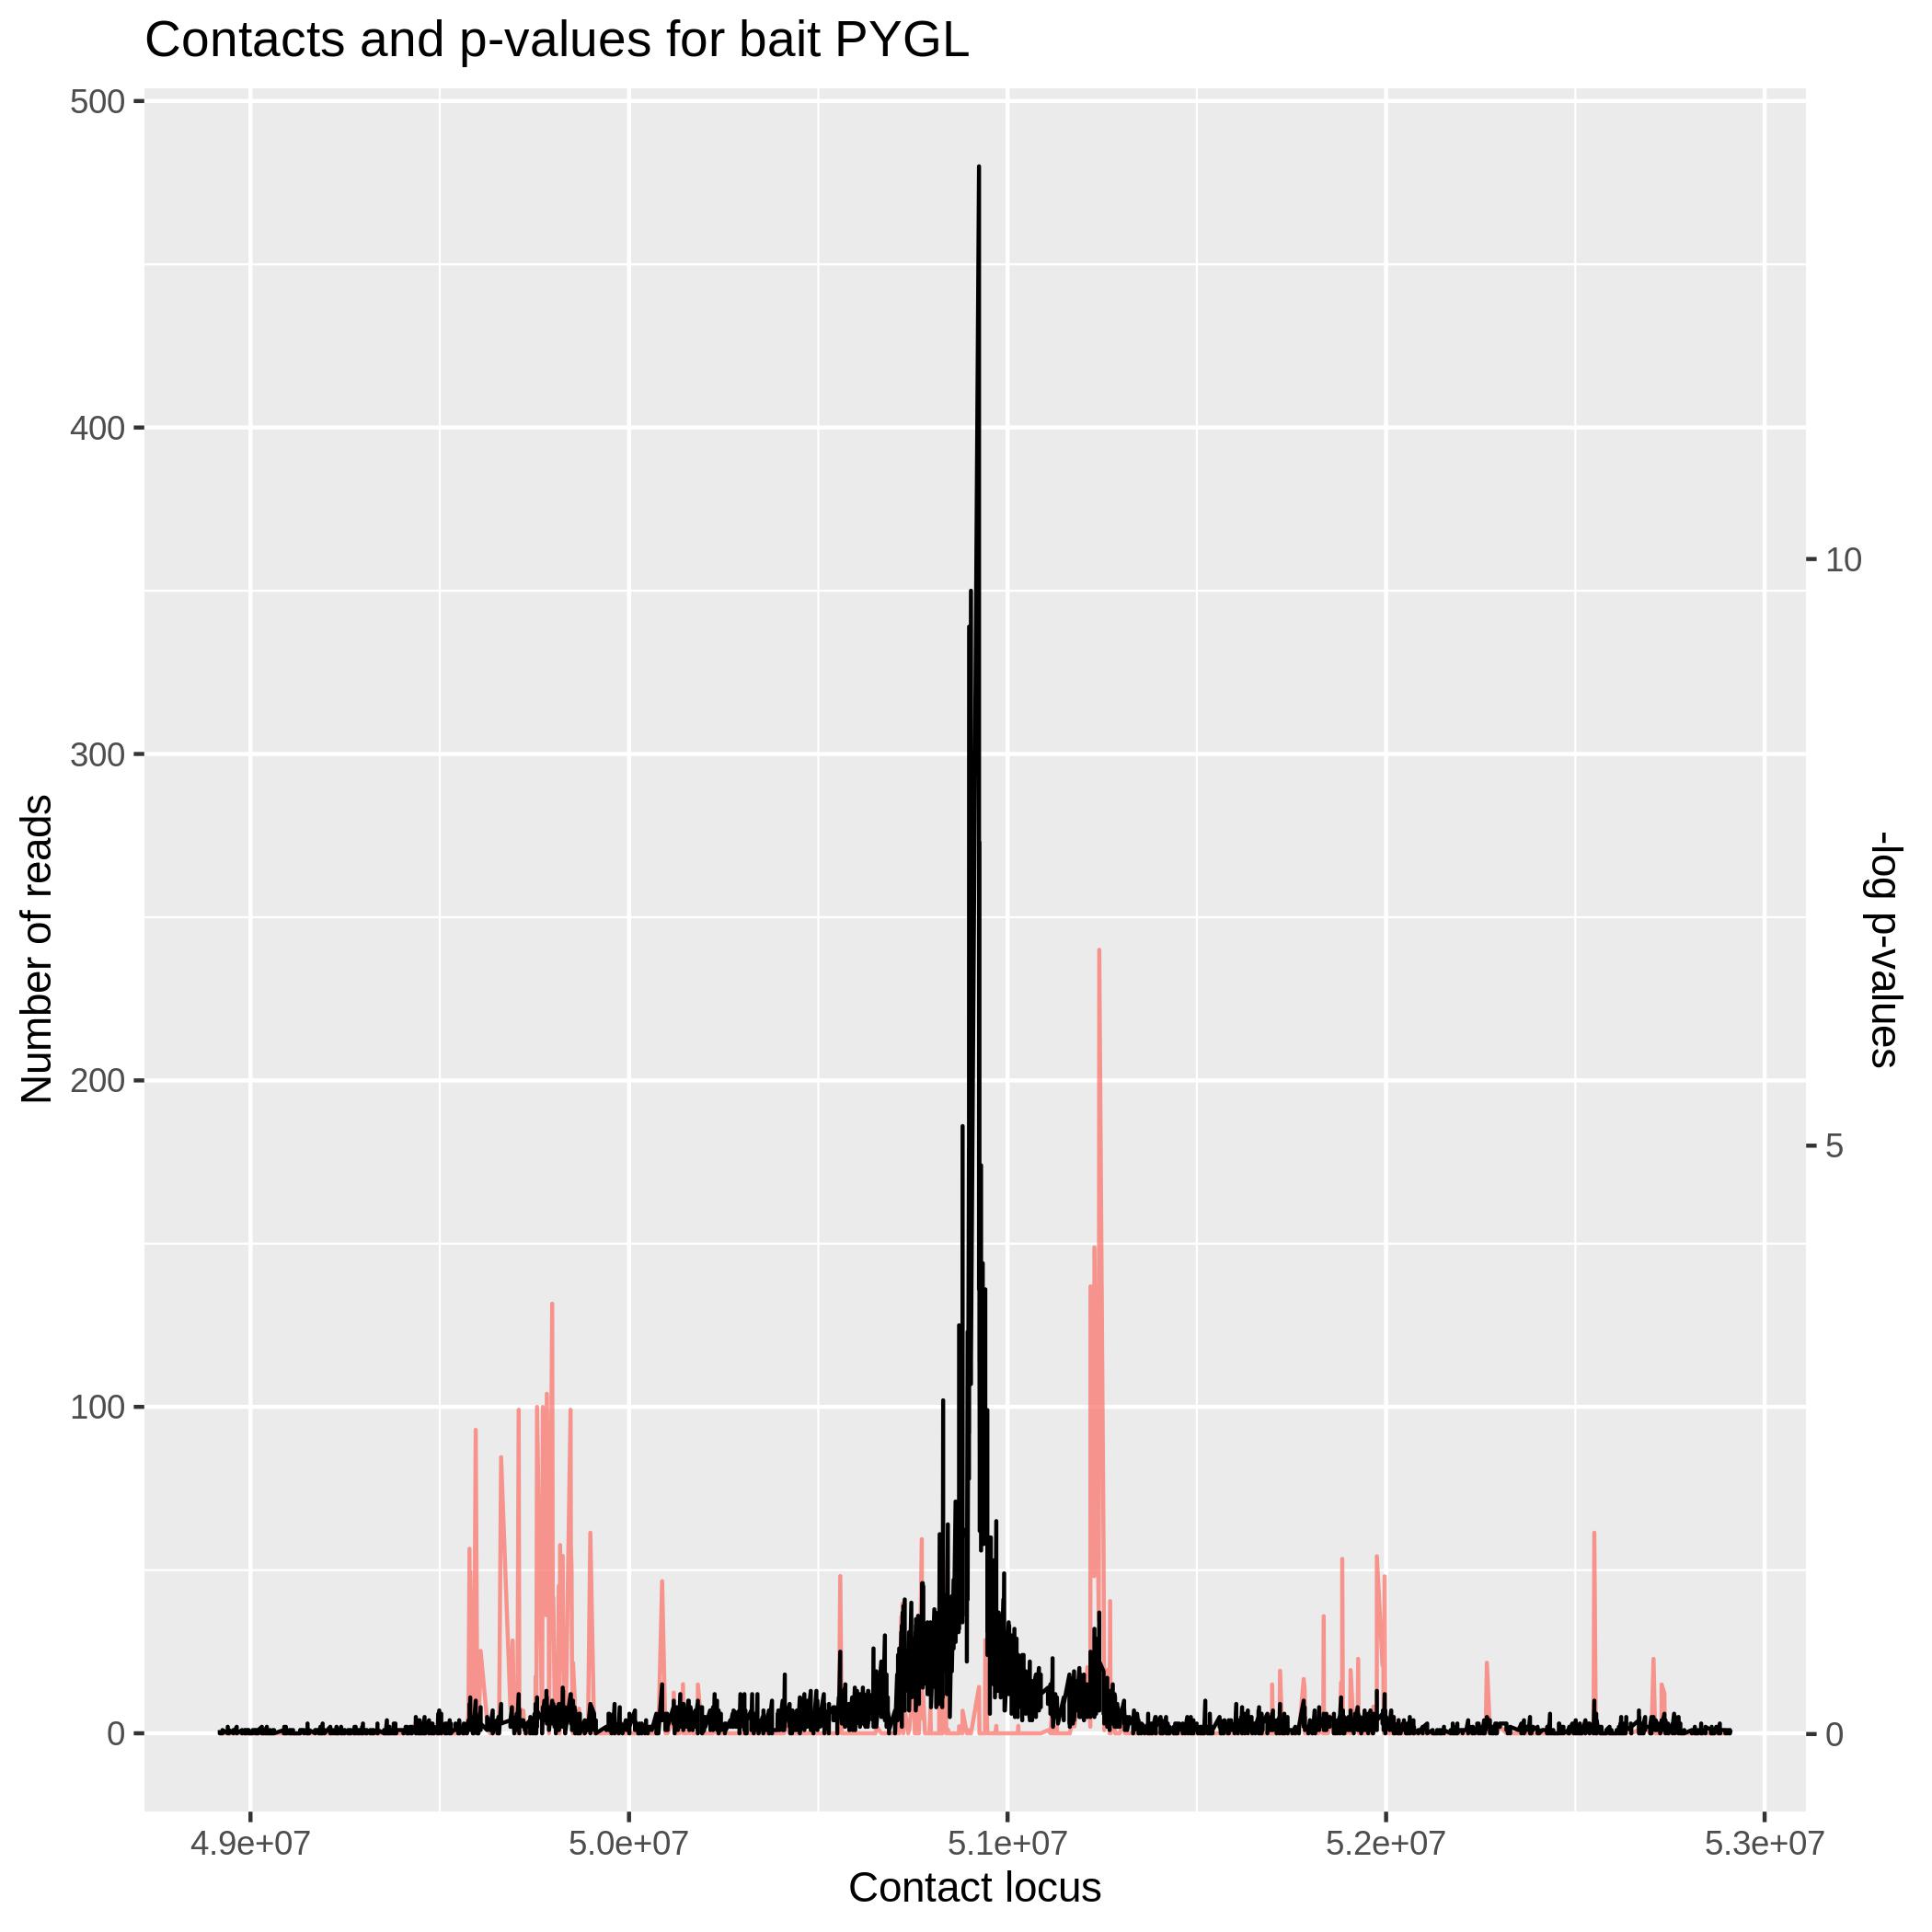 Contacts and p-values for bait PYGL
500
400
300
200
100
0
Number of reads
10
5
0
-log p-values
4.9e+07
5.0e+07
5.1e+07
5.2e+07
5.3e+07
Contact locus